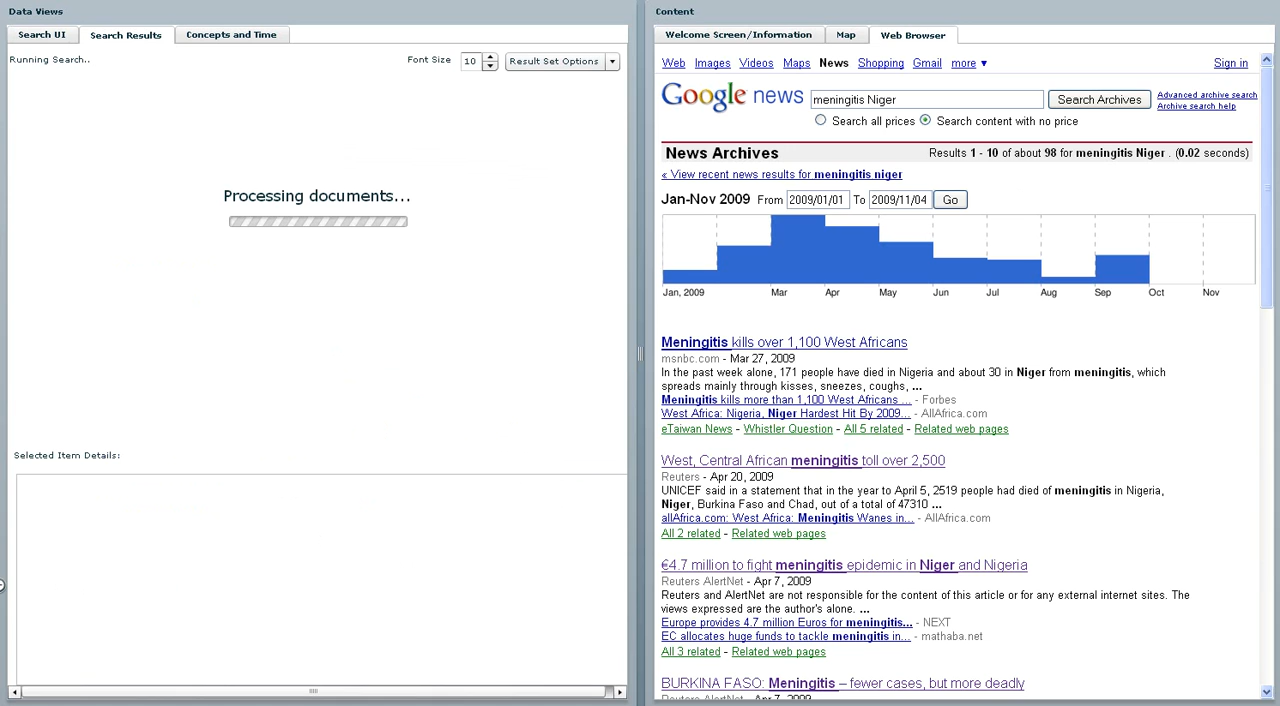 Data Views
Search UI
Search Results
Concepts and Time
Running Search..
Font Size
10
Result Set Options
Processing documents...
Selected Item Details:
Content
Welcome Screen/Information
Map
Web Browser
Web Images Videos Maps News Shopping Gmail more ▼
Sign in
Google news
meningitis Niger
Search Archives
Advanced archive search
Archive search help
Search all prices
Search content with no price
News Archives
Results 1 - 10 of about 98 for meningitis Niger . (0.02 seconds)
« View recent news results for meningitis niger
Jan-Nov 2009 From 2009/01/01 To 2009/11/04 Go
Jan, 2009 Mar Apr May Jun Jul Aug Sep Oct Nov
Meningitis kills over 1,100 West Africans
msnbc.com - Mar 27, 2009
In the past week alone, 171 people have died in Nigeria and about 30 in Niger from meningitis, which
spreads mainly through kisses, sneezes, coughs, ...
Meningitis kills more than 1,100 West Africans ... - Forbes
West Africa: Nigeria, Niger Hardest Hit By 2009... - AllAfrica.com
eTaiwan News - Whistler Question - All 5 related - Related web pages
West, Central African meningitis toll over 2,500
Reuters - Apr 20, 2009
UNICEF said in a statement that in the year to April 5, 2519 people had died of meningitis in Nigeria,
Niger, Burkina Faso and Chad, out of a total of 47310 ...
allAfrica.com: West Africa: Meningitis Wanes in... - AllAfrica.com
All 2 related - Related web pages
€4.7 million to fight meningitis epidemic in Niger and Nigeria
Reuters AlertNet - Apr 7, 2009
Reuters and AlertNet are not responsible for the content of this article or for any external internet sites. The
views expressed are the author's alone. ...
Europe provides 4.7 million Euros for meningitis... - NEXT
EC allocates huge funds to tackle meningitis in... - mathaba.net
All 3 related - Related web pages
BURKINA FASO: Meningitis – fewer cases, but more deadly
Reuters AlertNet - Apr 7, 2009